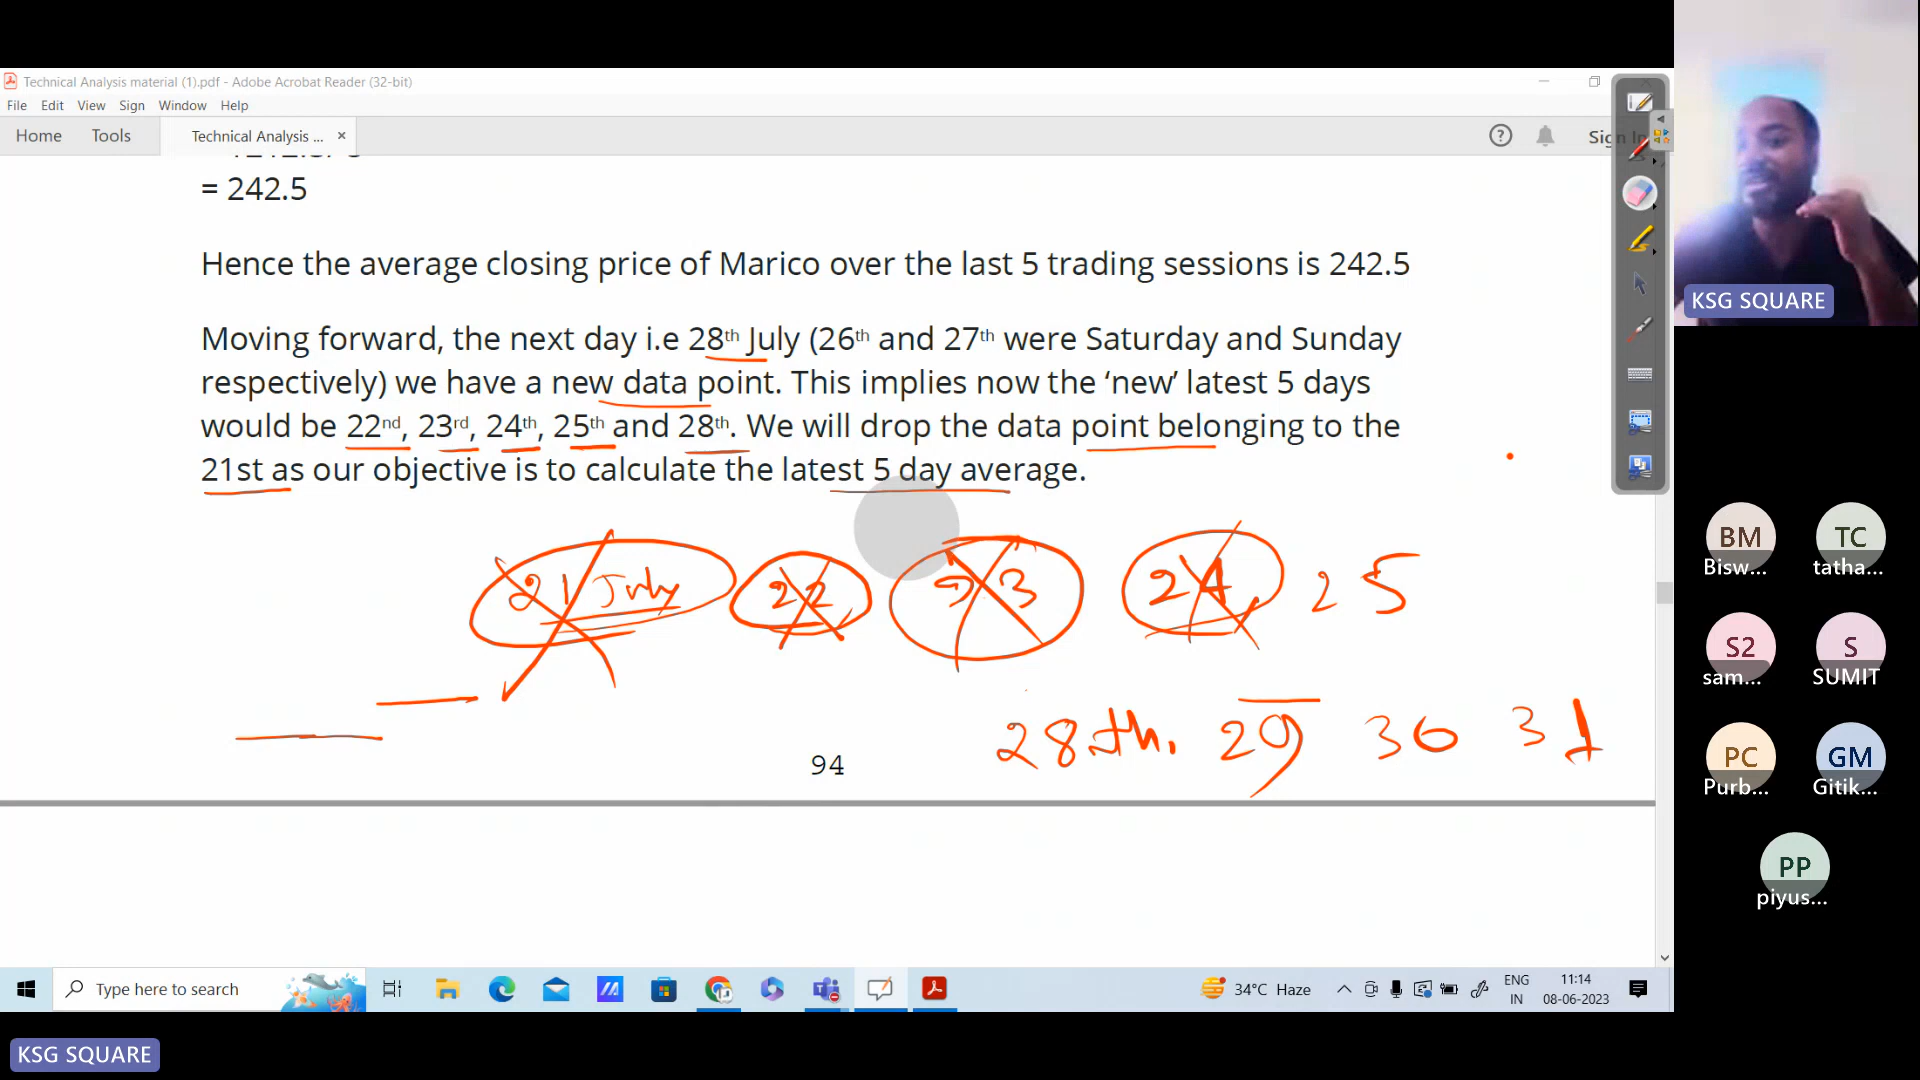 Technical Analysis material (1).pdf - Adobe Acrobat Reader (32-bit)
File Edit View Sign Window Help
Home Tools Technical Analysis ... × Sign In
= 242.5
Hence the average closing price of Marico over the last 5 trading sessions is 242.5
Moving forward, the next day i.e 28th July (26th and 27th were Saturday and Sunday
respectively) we have a new data point. This implies now the ‘new’ latest 5 days
would be 22nd, 23rd, 24th, 25th and 28th. We will drop the data point belonging to the
21st as our objective is to calculate the latest 5 day average.
21 July 22 23 24 25
28th. 29 30 31
94
KSG SQUARE
BM TC
Bisw... tatha...
S2 S
sam... SUMIT
PC GM
Purb... Gitik...
PP
piyus...
Type here to search
34°C Haze
ENG
IN
11:14
08-06-2023
KSG SQUARE